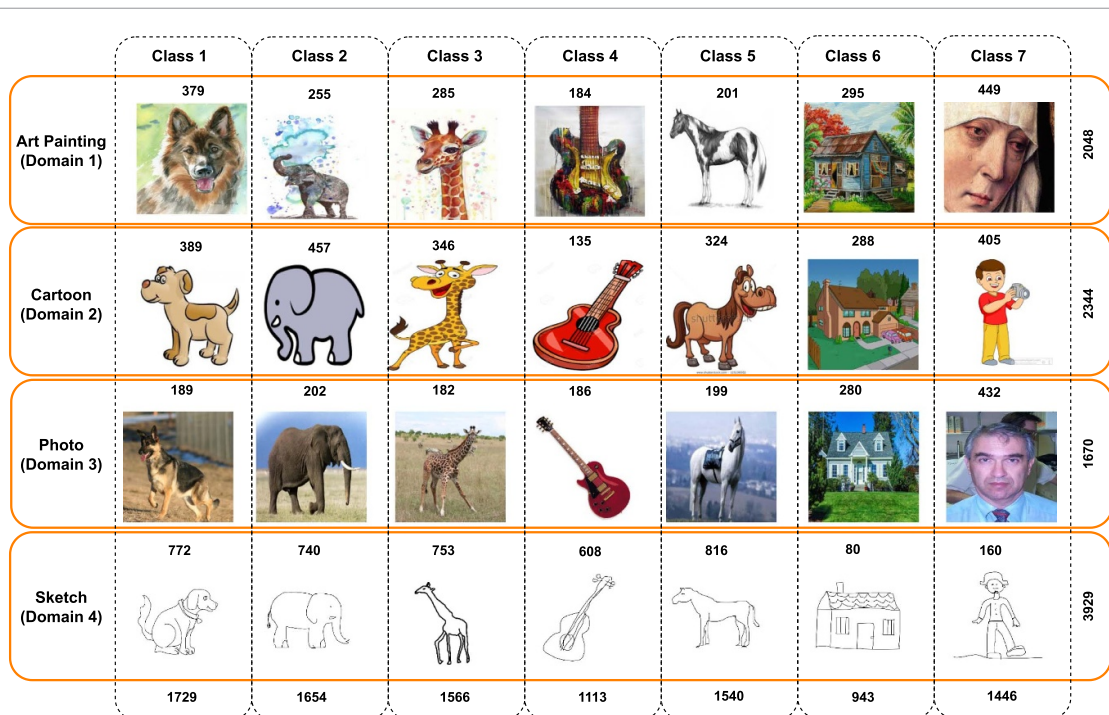 Class 1 Class 2 Class 3 Class 4 Class 5 Class 6 Class 7
379 255 285 184 201 295 449
Art Painting
(Domain 1)
2048
389 457 346 135 324 288 405
Cartoon
(Domain 2)
2344
189 202 182 186 199 280 432
Photo
(Domain 3)
1670
772 740 753 608 816 80 160
Sketch
(Domain 4)
3929
1729 1654 1566 1113 1540 943 1446